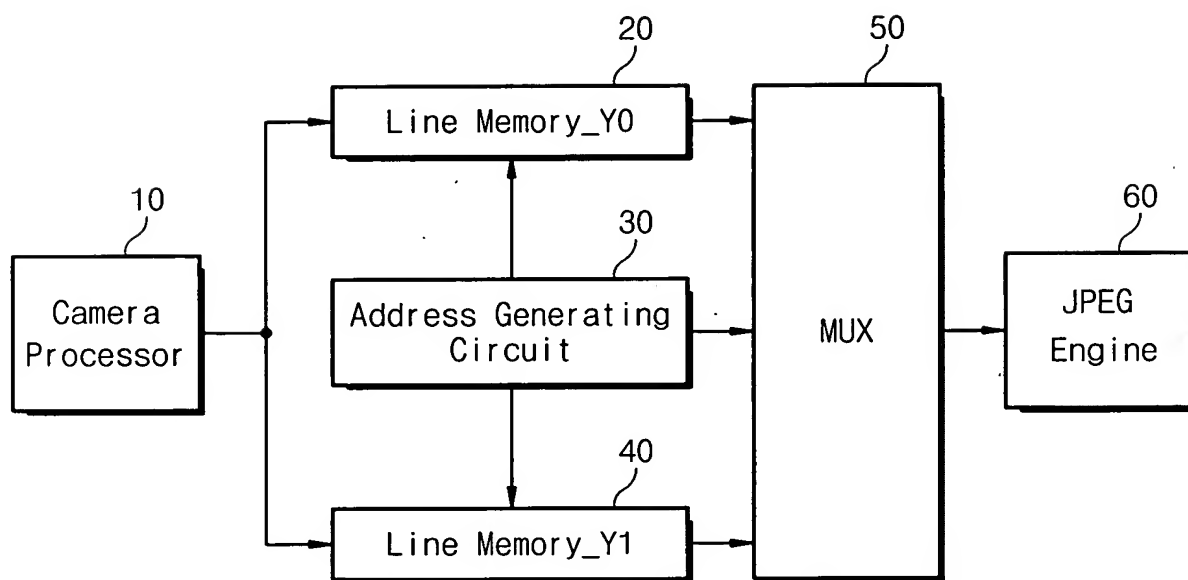 20
Line Memory_Y0
50
10
Camera
Processor
30
Address Generating
Circuit
MUX
60
JPEG
Engine
40
Line Memory_Y1